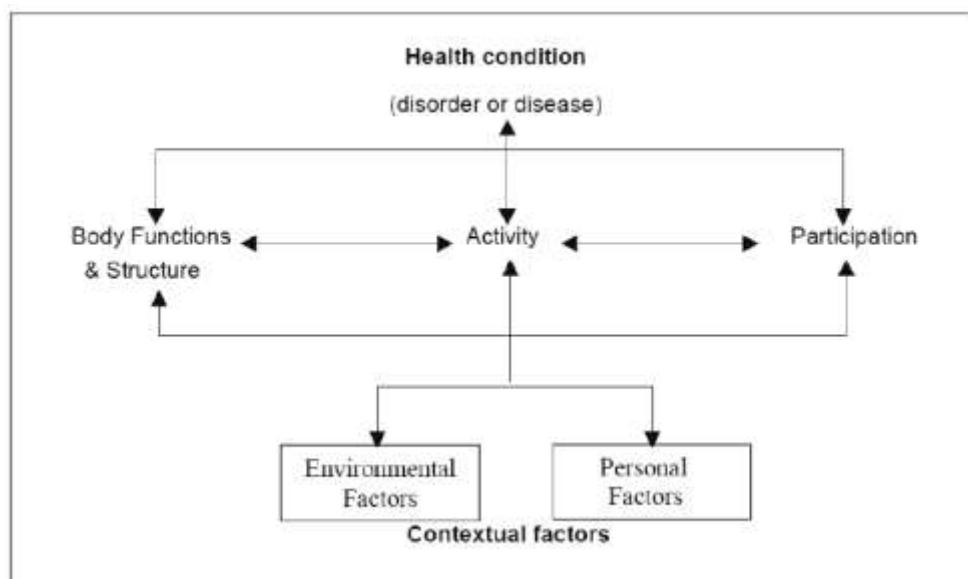 Health condition
(disorder or disease)
Body Functions
& Structure
Activity
Participation
Environmental
Factors
Personal
Factors
Contextual factors